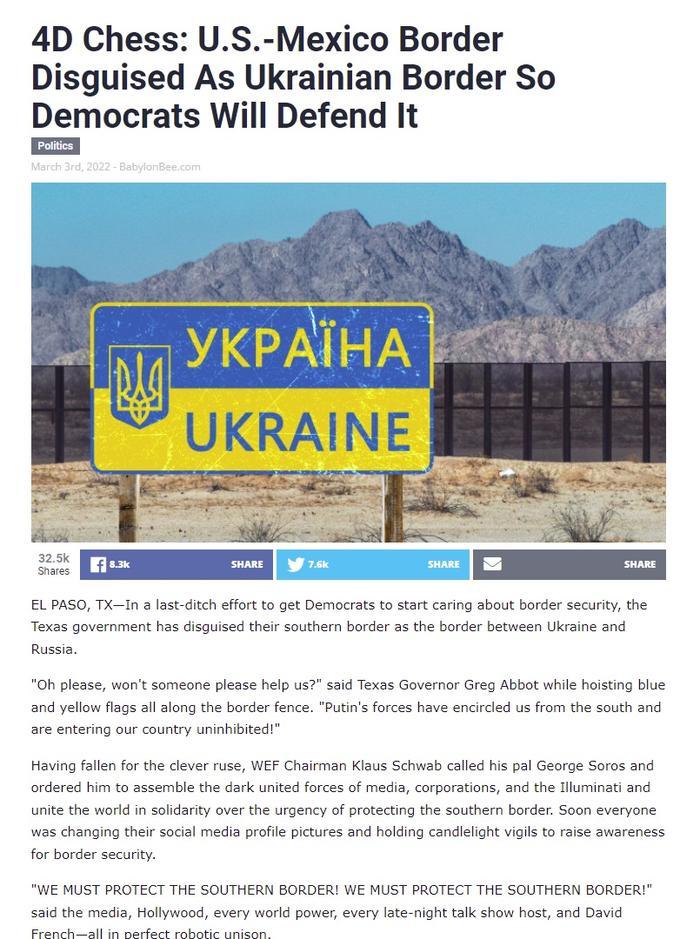 4D Chess: U.S.-Mexico Border
Disguised As Ukrainian Border So
Democrats Will Defend It
Politics
March 3rd, 2022 - BabylonBee.com
УКРАЇНА
UKRAINE
32.5k
Shares
8.3k
SHARE
7.6k
SHARE
SHARE
EL PASO, TX—In a last-ditch effort to get Democrats to start caring about border security, the
Texas government has disguised their southern border as the border between Ukraine and
Russia.
"Oh please, won't someone please help us?" said Texas Governor Greg Abbot while hoisting blue
and yellow flags all along the border fence. "Putin's forces have encircled us from the south and
are entering our country uninhibited!"
Having fallen for the clever ruse, WEF Chairman Klaus Schwab called his pal George Soros and
ordered him to assemble the dark united forces of media, corporations, and the Illuminati and
unite the world in solidarity over the urgency of protecting the southern border. Soon everyone
was changing their social media profile pictures and holding candlelight vigils to raise awareness
for border security.
"WE MUST PROTECT THE SOUTHERN BORDER! WE MUST PROTECT THE SOUTHERN BORDER!"
said the media, Hollywood, every world power, every late-night talk show host, and David
French—all in perfect robotic unison.